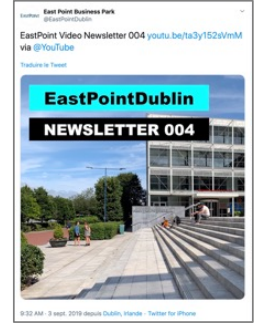 East Point Business Park
@EastPointDublin
EastPoint Video Newsletter 004 youtu.be/ta3y152sVmM
via @YouTube
Traduire le Tweet
EastPointDublin
NEWSLETTER 004
9:32 AM · 3 sept. 2019 depuis Dublin, Irlande · Twitter for iPhone